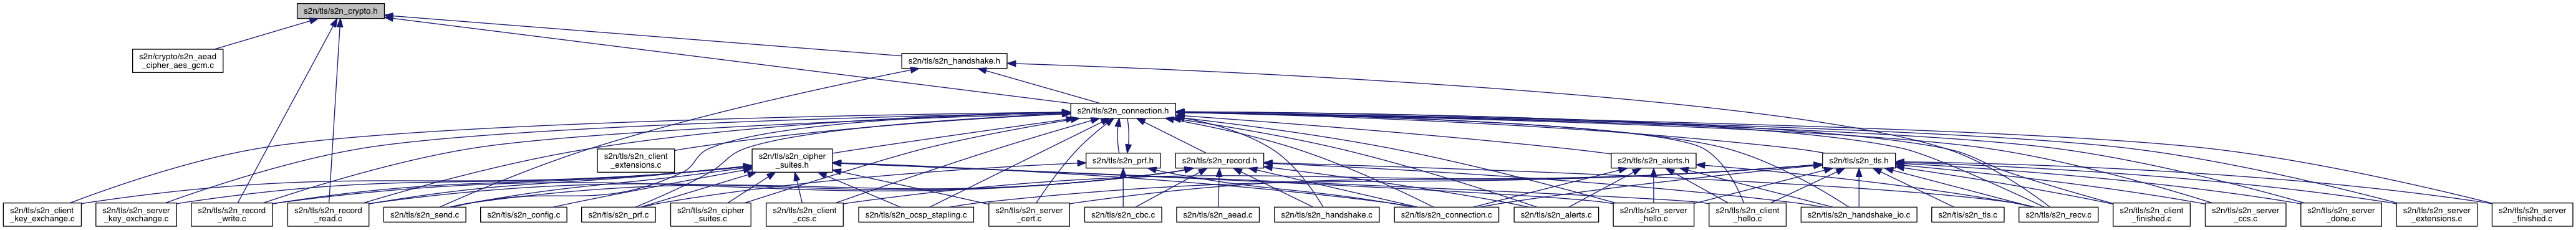 s2n/tls/s2n_crypto.h
s2n/crypto/s2n_aead
_cipher_aes_gcm.c
s2n/tls/s2n_handshake.h
s2n/tls/s2n_connection.h
s2n/tls/s2n_client
_extensions.c
s2n/tls/s2n_cipher
_suites.h
s2n/tls/s2n_prf.h
s2n/tls/s2n_record.h
s2n/tls/s2n_alerts.h
s2n/tls/s2n_tls.h
s2n/tls/s2n_client
_key_exchange.c
s2n/tls/s2n_server
_key_exchange.c
s2n/tls/s2n_record
_write.c
s2n/tls/s2n_record
_read.c
s2n/tls/s2n_send.c
s2n/tls/s2n_config.c
s2n/tls/s2n_prf.c
s2n/tls/s2n_cipher
_suites.c
s2n/tls/s2n_client
_ccs.c
s2n/tls/s2n_ocsp_stapling.c
s2n/tls/s2n_server
_cert.c
s2n/tls/s2n_cbc.c
s2n/tls/s2n_aead.c
s2n/tls/s2n_handshake.c
s2n/tls/s2n_connection.c
s2n/tls/s2n_alerts.c
s2n/tls/s2n_server
_hello.c
s2n/tls/s2n_client
_hello.c
s2n/tls/s2n_handshake_io.c
s2n/tls/s2n_tls.c
s2n/tls/s2n_recv.c
s2n/tls/s2n_client
_finished.c
s2n/tls/s2n_server
_ccs.c
s2n/tls/s2n_server
_done.c
s2n/tls/s2n_server
_extensions.c
s2n/tls/s2n_server
_finished.c